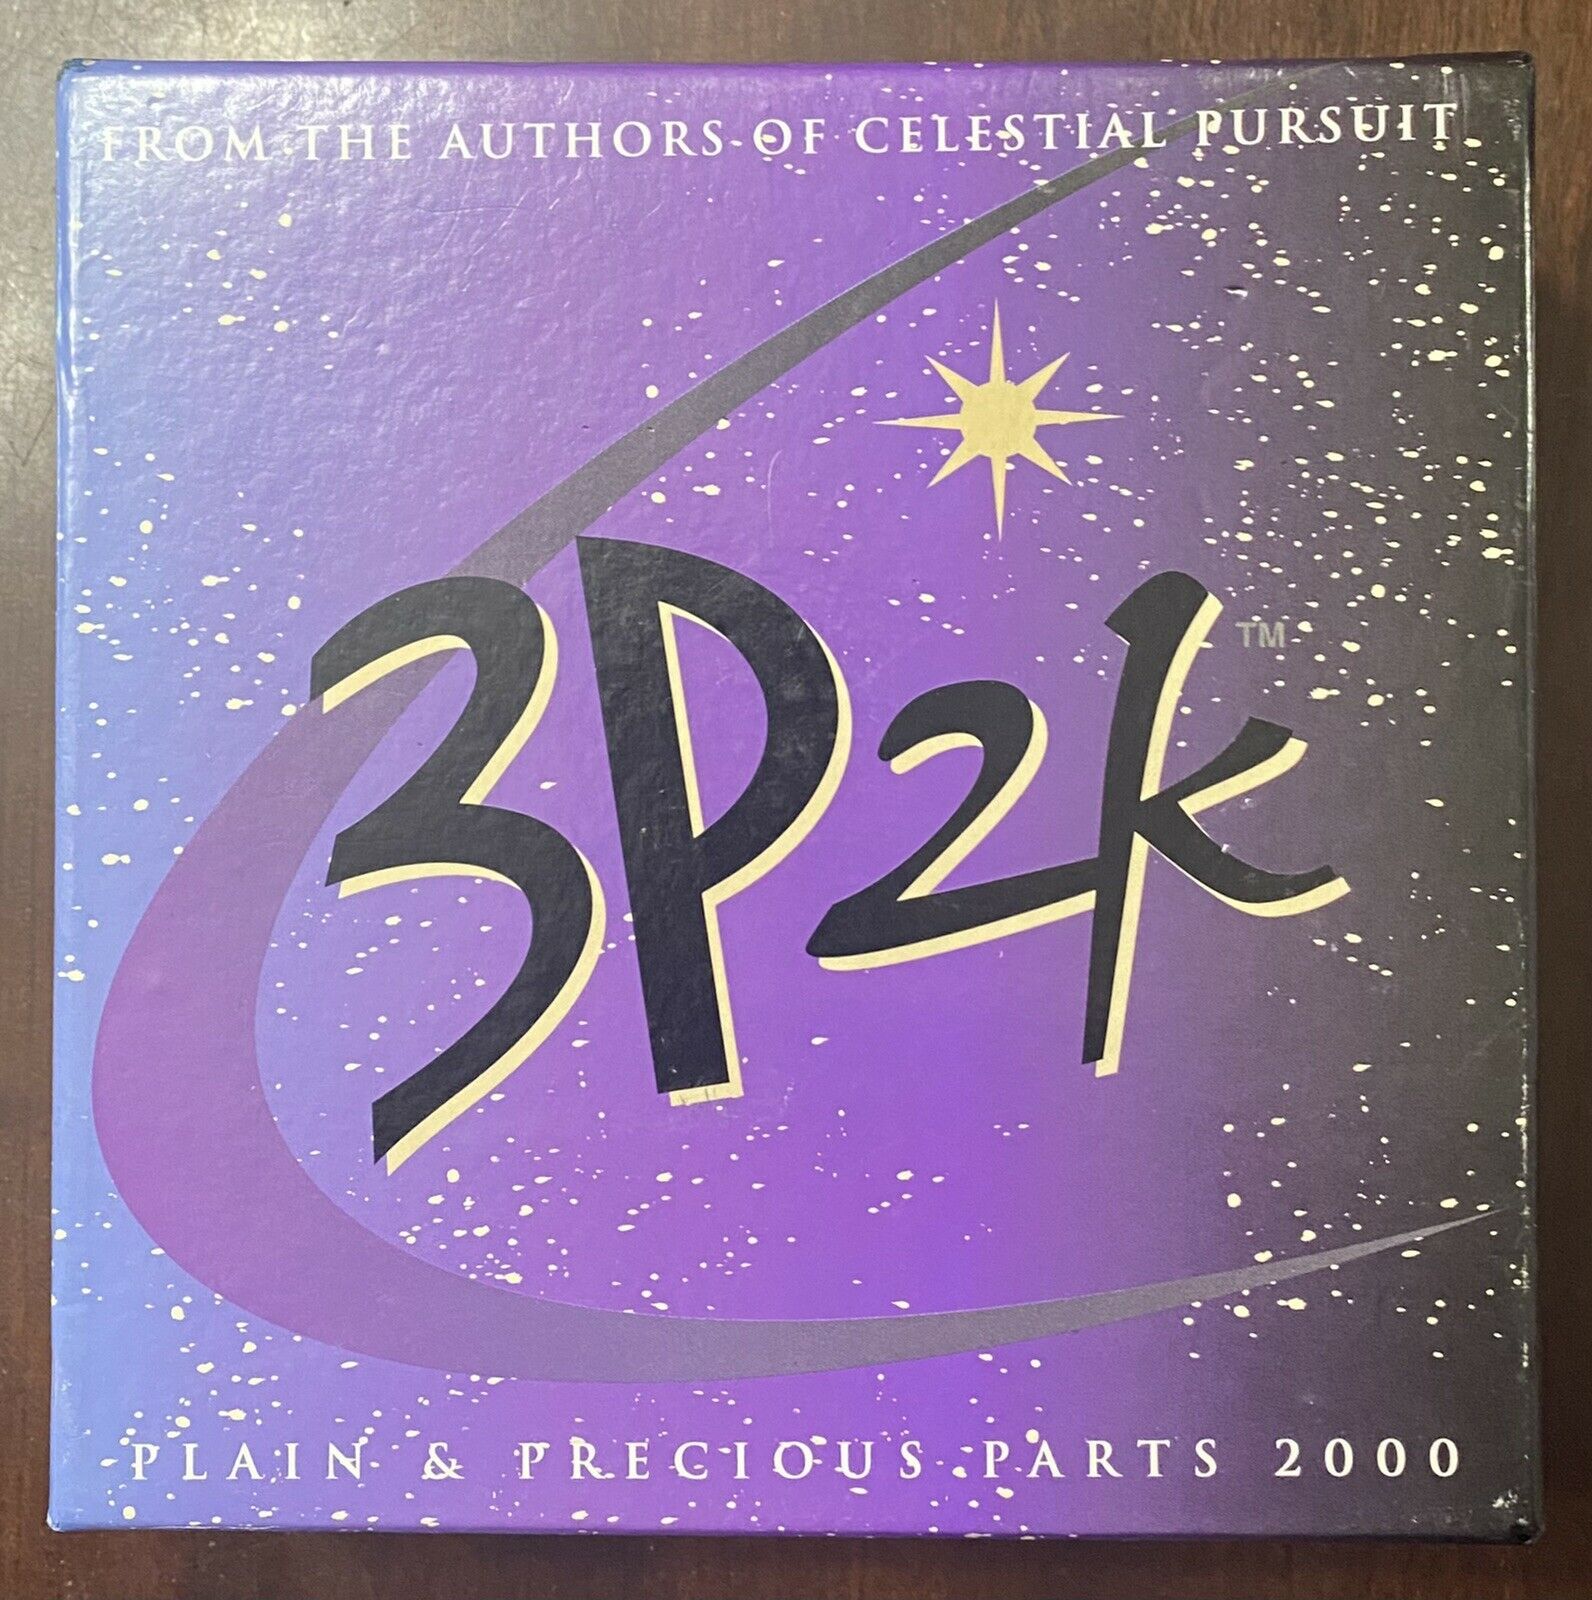 FROM THE AUTHORS OF CELESTIAL PURSUIT
3P2k™
PLAIN & PRECIOUS PARTS 2000